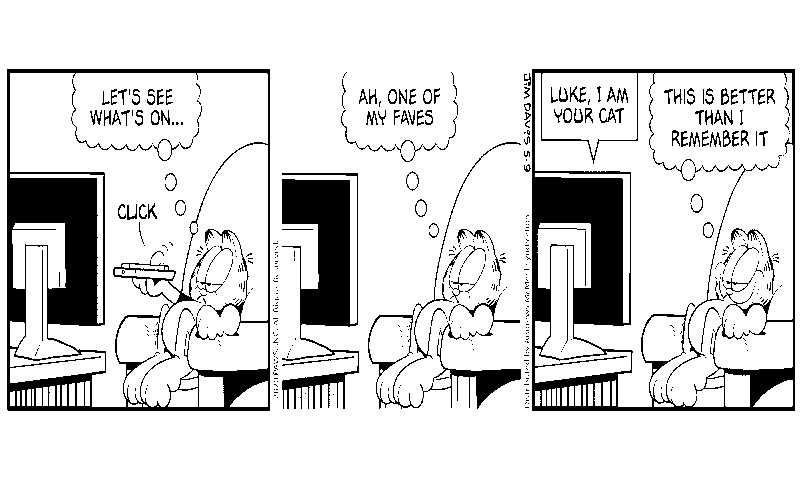 LET'S SEE
WHAT'S ON...
CLICK
AH, ONE OF
MY FAVES
JIM DAVIS 5-9
LUKE, I AM
YOUR CAT
THIS IS BETTER
THAN I
REMEMBER IT